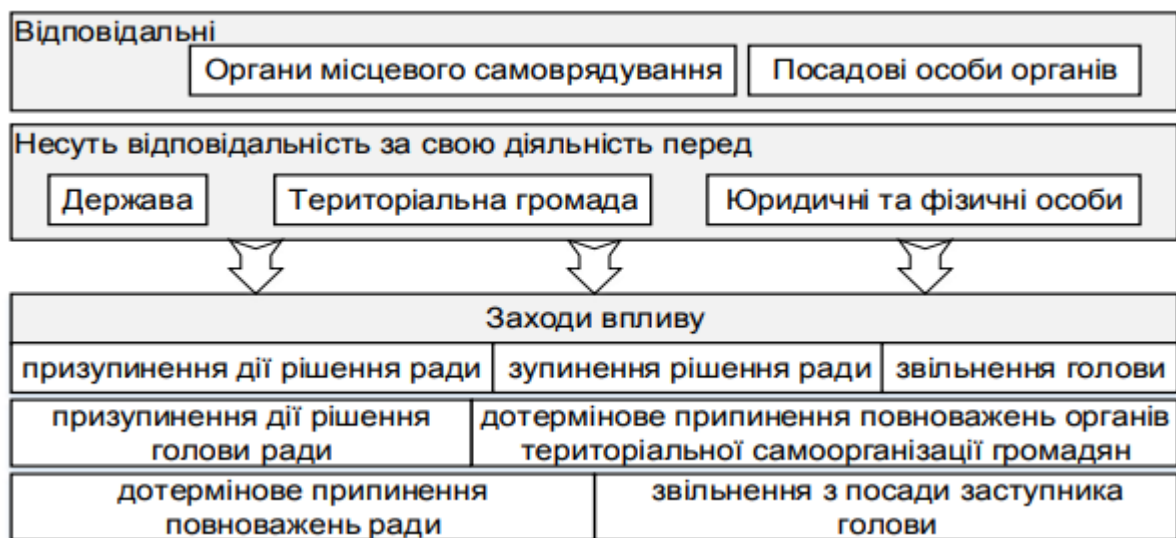 Відповідальні
Органи місцевого самоврядування
Посадові особи органів
Несуть відповідальність за свою діяльність перед
Держава
Територіальна громада
Юридичні та фізичні особи
Заходи впливу
призупинення дії рішення ради
зупинення рішення ради
звільнення голови
призупинення дії рішення
голови ради
дотермінове припинення повноважень органів
територіальної самоорганізації громадян
дотермінове припинення
повноважень ради
звільнення з посади заступника
голови